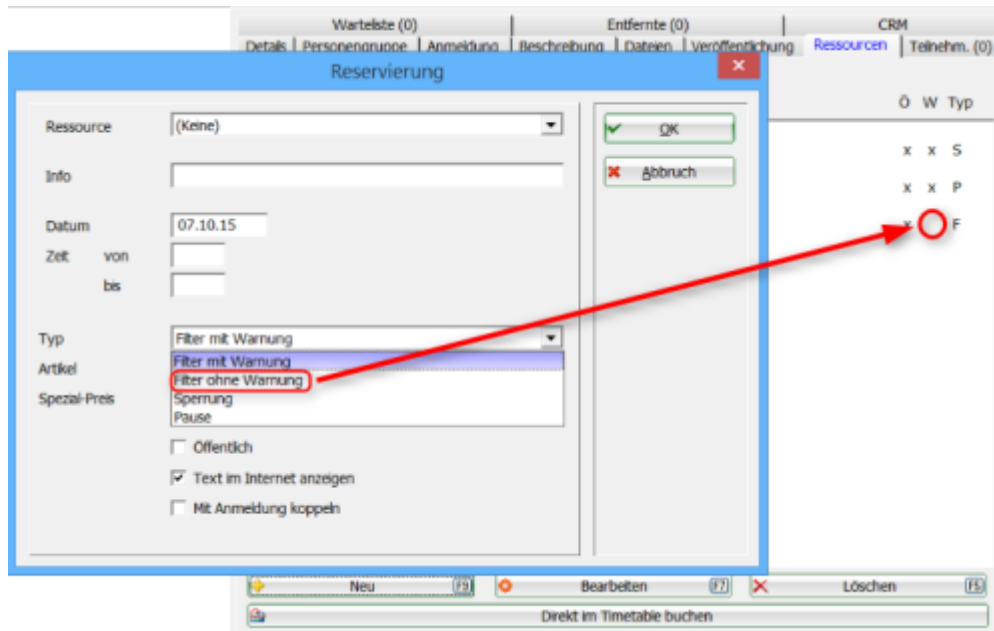 Warteliste (0) Entfernte (0) CRM
Details Personengruppe Anmeldung Beschreibung Dateien Veröffentlichung Ressourcen Teilnehm. (0)
Reservierung
Ö W Typ
x x S
x x P
x F
Ressource (Keine)
Info
Datum 07.10.15
Zeit von
bis
Typ Filter mit Warnung
Filter mit Warnung
Artikel
Filter ohne Warnung
Spezial-Preis
Sperrung
Pause
Öffentlich
Text im Internet anzeigen
Mit Anmeldung koppeln
OK
Abbruch
Neu F9 Bearbeiten F7 Löschen F5
Direkt im Timetable buchen